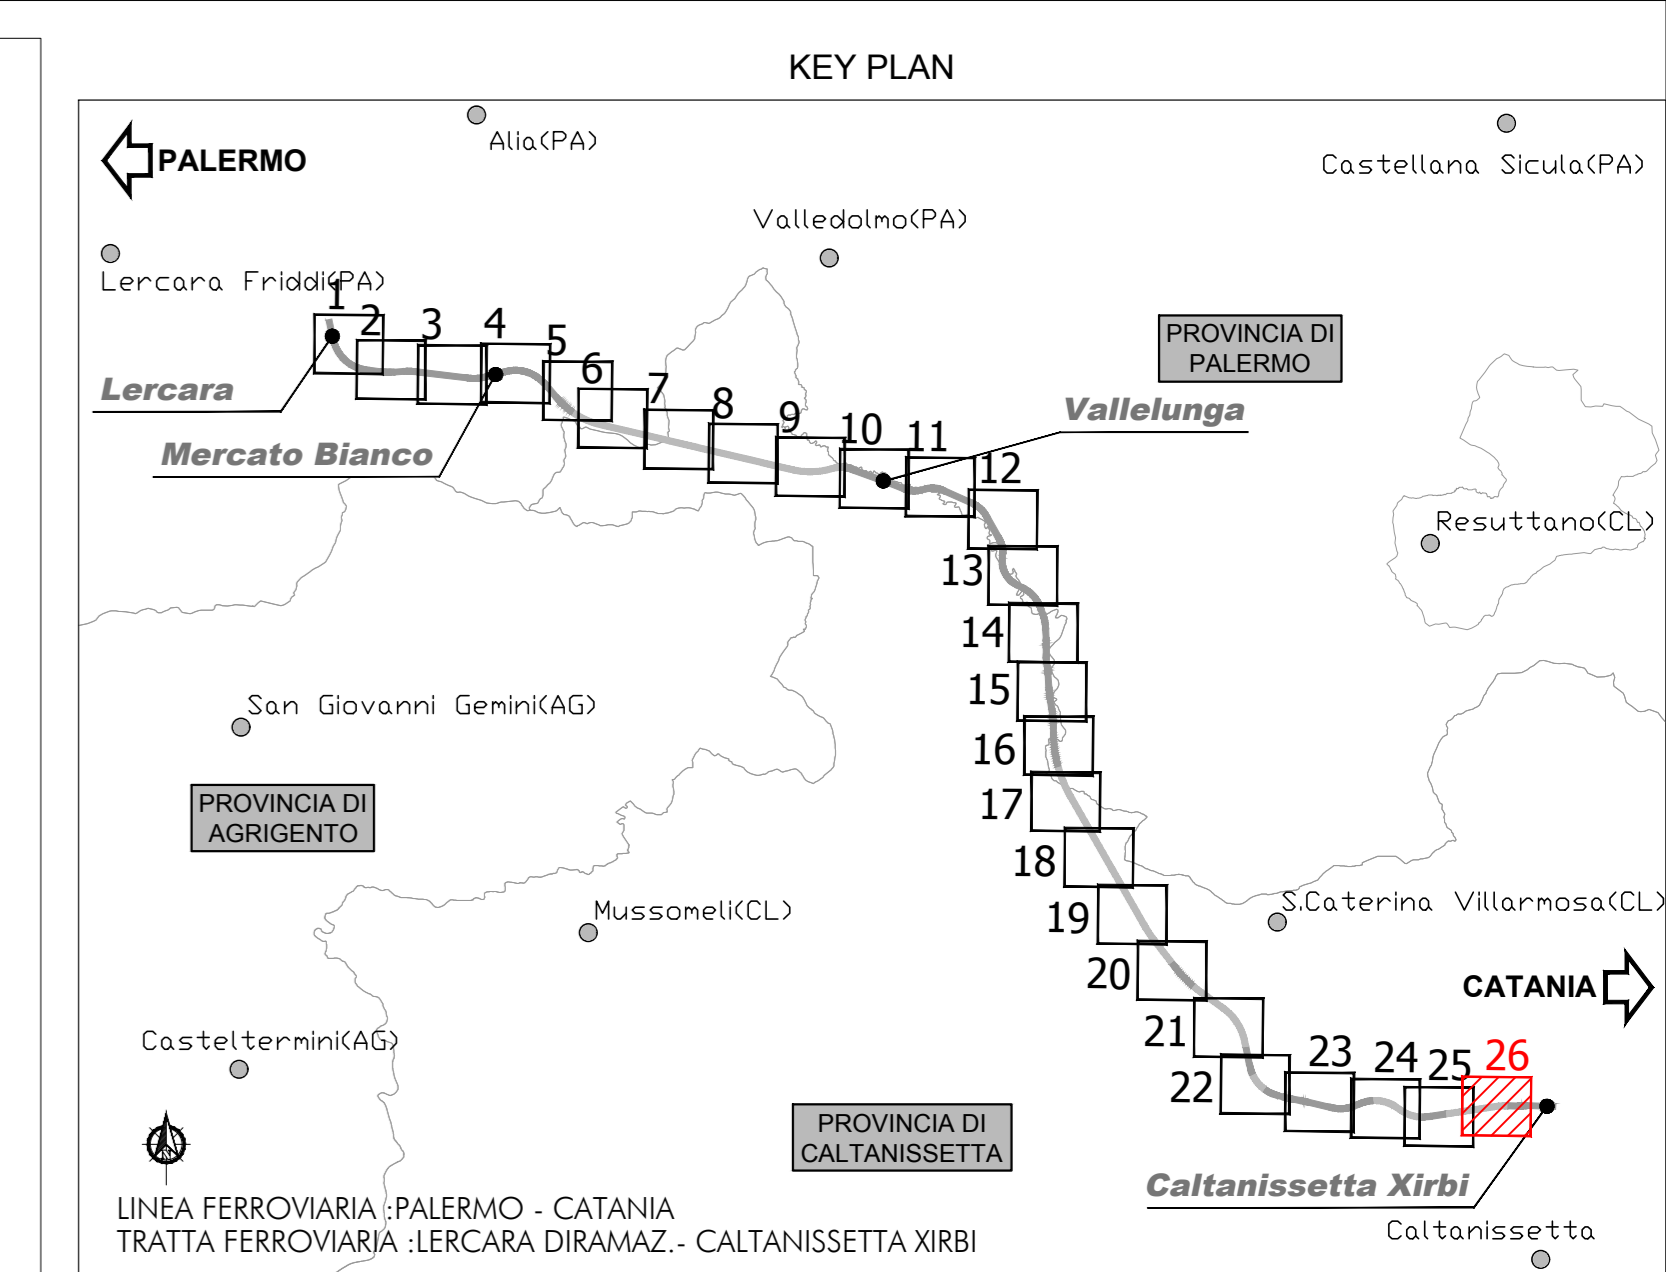 KEY PLAN
Alia(PA)
PALERMO
Castellana Sicula(PA)
Valledolmo(PA)
Lercara Friddi(PA)
1
2
3
4
5
6
7
8
9
10
11
12
PROVINCIA DI
PALERMO
Lercara
Vallelunga
Mercato Bianco
Resuttano(CL)
13
14
15
16
17
18
19
20
21
22
23
24
25
26
San Giovanni Gemini(AG)
PROVINCIA DI
AGRIGENTO
Mussomeli(CL)
S.Caterina Villarmosa(CL)
CATANIA
Casteltermini(AG)
PROVINCIA DI
CALTANISSETTA
Caltanissetta Xirbi
Caltanissetta
LINEA FERROVIARIA :PALERMO - CATANIA
TRATTA FERROVIARIA :LERCARA DIRAMAZ.- CALTANISSETTA XIRBI